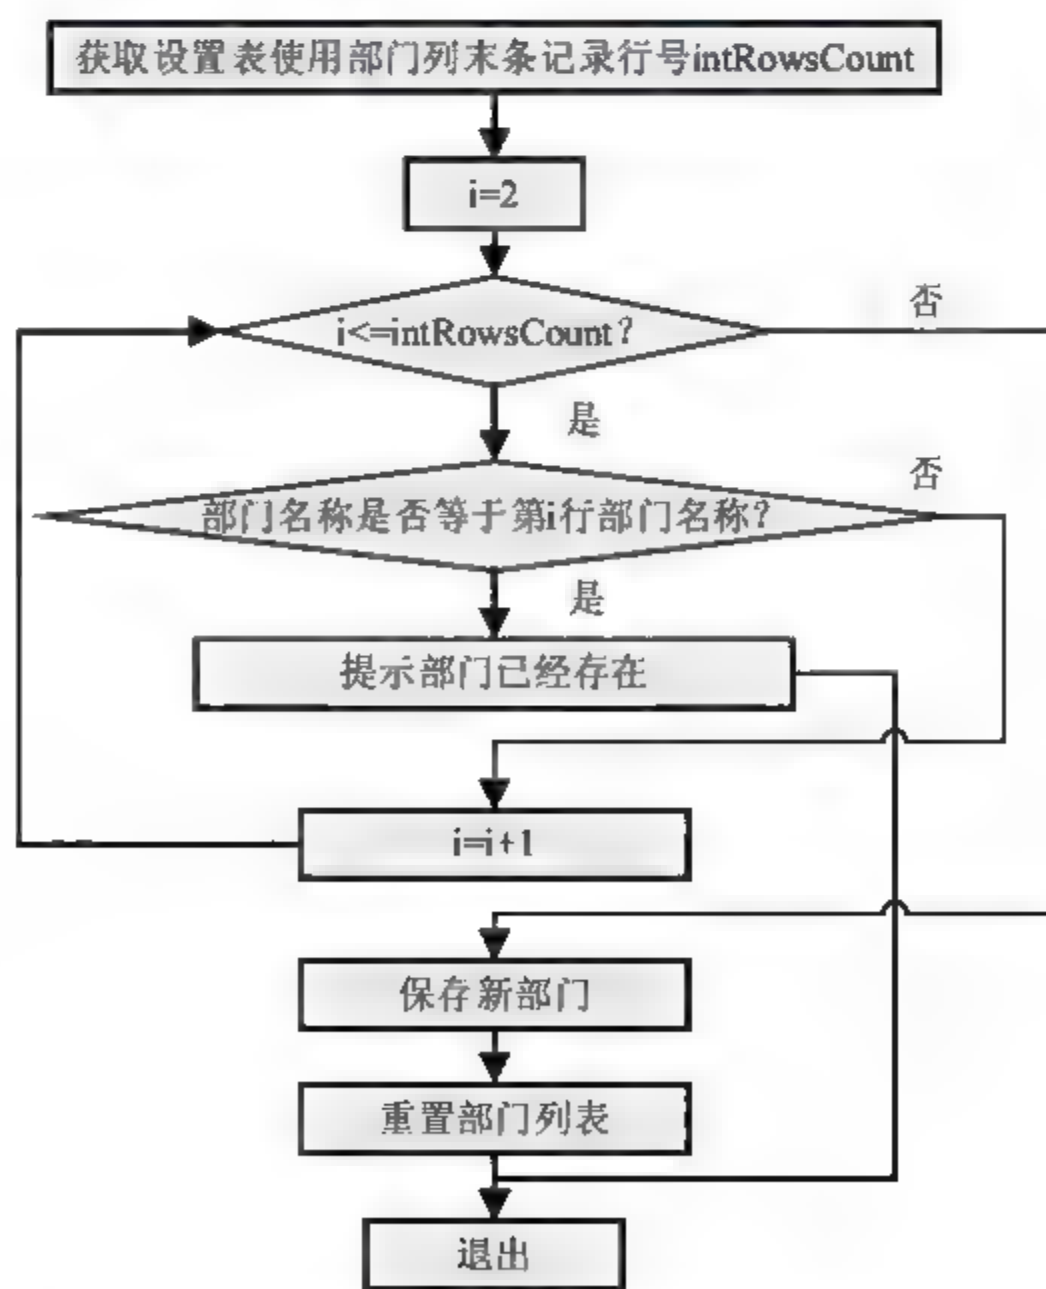 获取设置表使用部门列末条记录行号intRowsCount
i=2
否
i<=intRowsCount?
是
否
部门名称是否等于第i行部门名称?
是
提示部门已经存在
i=i+1
保存新部门
重置部门列表
退出